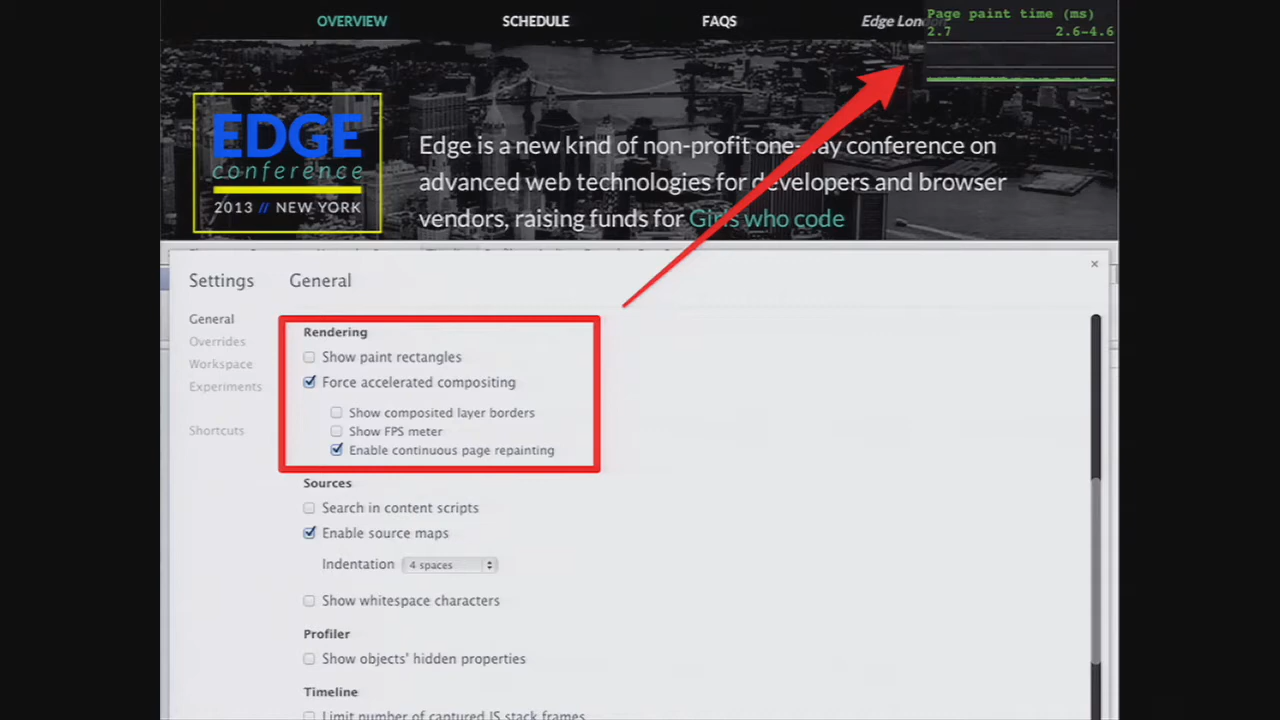 OVERVIEW
SCHEDULE
FAQS
Edge Lon
Page paint time (ms)
2.7 2.6-4.6
EDGE
conference
2013 // NEW YORK
Edge is a new kind of non-profit one-day conference on
advanced web technologies for developers and browser
vendors, raising funds for Girls who code
Settings
General
General
Overrides
Workspace
Experiments
Shortcuts
Rendering
Show paint rectangles
Force accelerated compositing
Show composited layer borders
Show FPS meter
Enable continuous page repainting
Sources
Search in content scripts
Enable source maps
Indentation 4 spaces
Show whitespace characters
Profiler
Show objects' hidden properties
Timeline
Limit number of captured JS stack frames